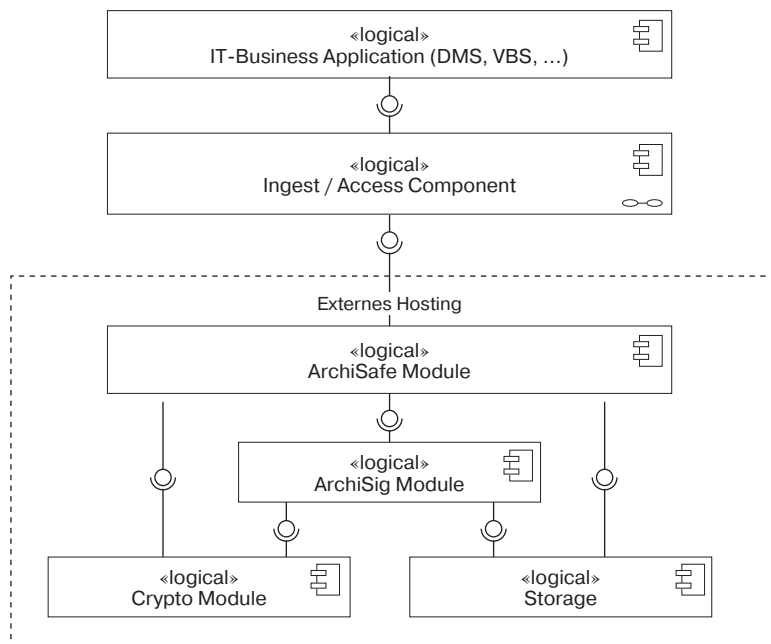 «logical»
IT-Business Application (DMS, VBS, …)
«logical»
Ingest / Access Component
Externes Hosting
«logical»
ArchiSafe Module
«logical»
ArchiSig Module
«logical»
Crypto Module
«logical»
Storage